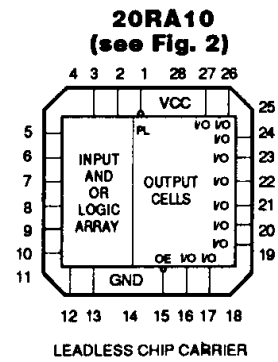 20RA10
(see Fig. 2)
4 3 2 1 28 27 26
VCC
25
PL I/O I/O
5 I/O 24
6 I/O 23
INPUT
AND
OR
LOGIC
ARRAY
OUTPUT
CELLS
7 I/O 22
8 I/O 21
9 I/O 20
10 I/O 19
OE I/O I/O
11
GND
12 13 14 15 16 17 18
LEADLESS CHIP CARRIER